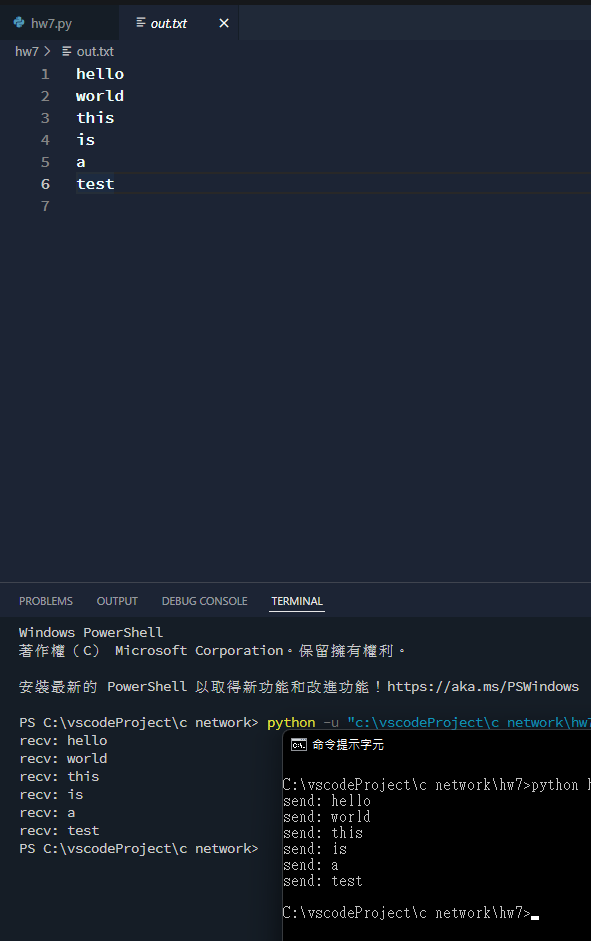 hw7.py
out.txt
hw7 > out.txt
1 hello
2 world
3 this
4 is
5 a
6 test
7
PROBLEMS OUTPUT DEBUG CONSOLE TERMINAL
Windows PowerShell
著作權（C） Microsoft Corporation。保留擁有權利。
安裝最新的 PowerShell 以取得新功能和改進功能！https://aka.ms/PSWindows
PS C:\vscodeProject\c network> python -u "c:\vscodeProject\c network\hw7
recv: hello
recv: world
recv: this
recv: is
recv: a
recv: test
PS C:\vscodeProject\c network>
命令提示字元
C:\vscodeProject\c network\hw7>python h
send: hello
send: world
send: this
send: is
send: a
send: test
C:\vscodeProject\c network\hw7>